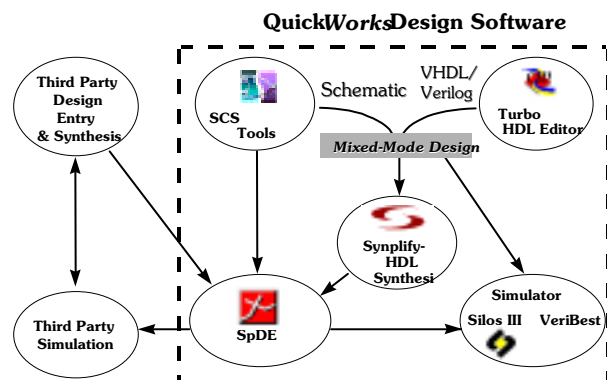 QuickWorks Design Software
Third Party
Design
Entry
& Synthesis
SCS
Tools
Schematic
VHDL/
Verilog
Turbo
HDL Editor
Mixed-Mode Design
Synplify-
HDL
Synthesi
Third Party
Simulation
SpDE
Simulator
Silos III VeriBest